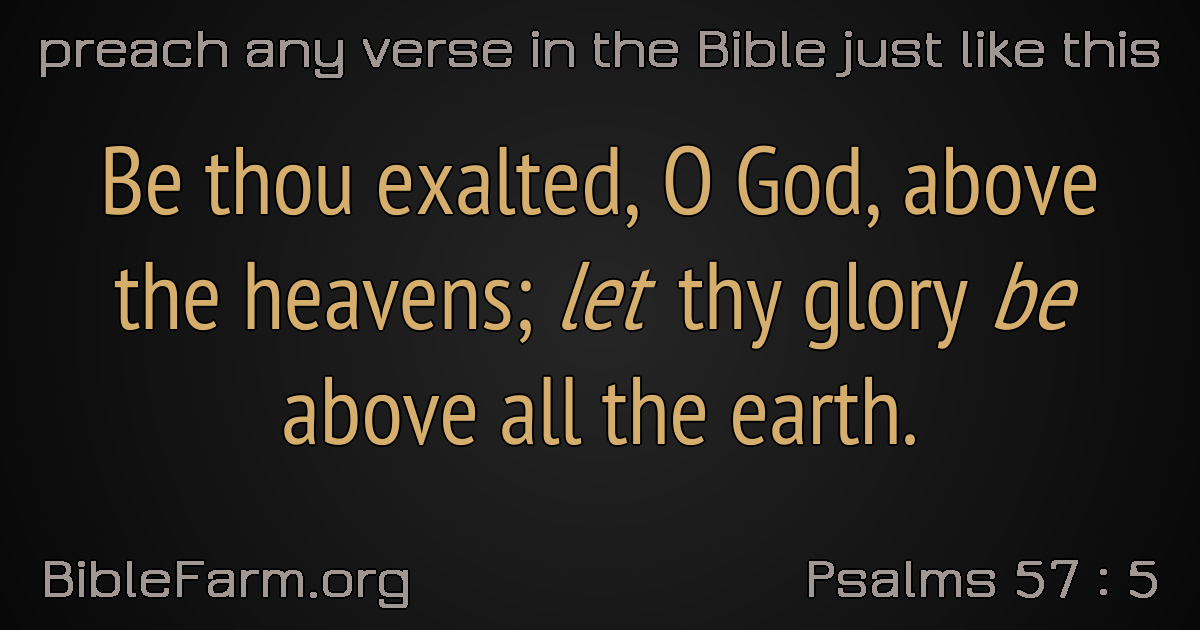 preach any verse in the Bible just like this
Be thou exalted, O God, above
the heavens; let thy glory be
above all the earth.
BibleFarm.org
Psalms 57 : 5